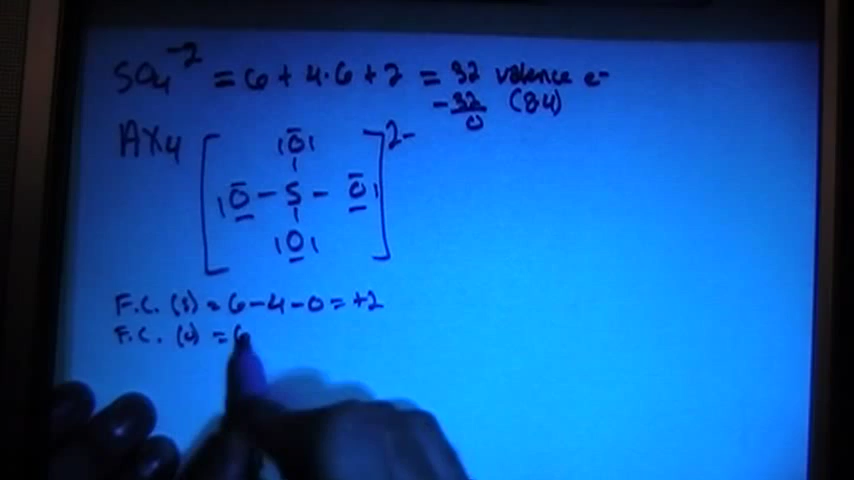 SO₄⁻² = 6 + 4·6 + 2 = 32 valence e-
-32 (84)
0
AX₄ [ |O| ]²⁻
|O - S - O|
|O|
F.C. (S) = 6 - 4 - 0 = +2
F.C. (O) = 6